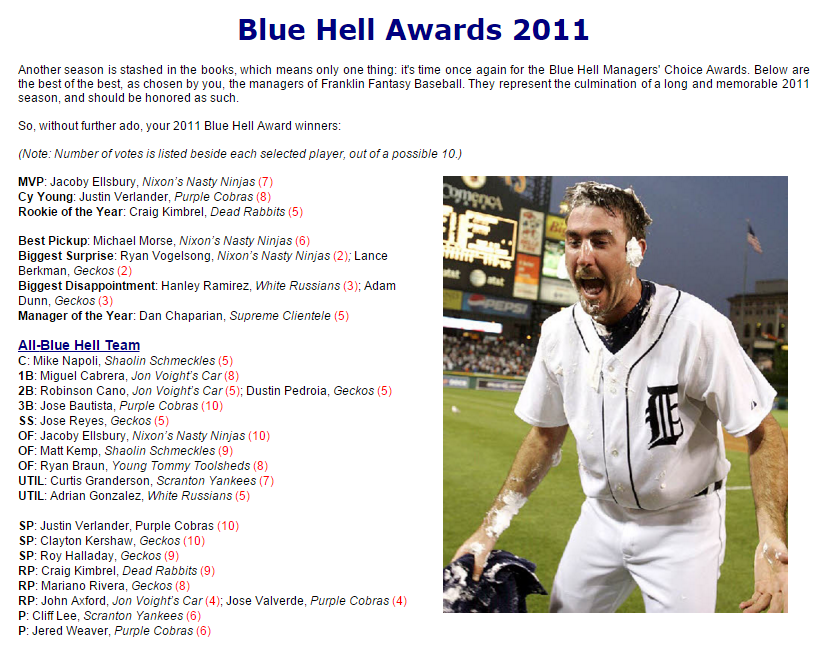 Blue Hell Awards 2011
Another season is stashed in the books, which means only one thing: it's time once again for the Blue Hell Managers' Choice Awards. Below are
the best of the best, as chosen by you, the managers of Franklin Fantasy Baseball. They represent the culmination of a long and memorable 2011
season, and should be honored as such.
So, without further ado, your 2011 Blue Hell Award winners:
(Note: Number of votes is listed beside each selected player, out of a possible 10.)
MVP: Jacoby Ellsbury, Nixon's Nasty Ninjas (7)
Cy Young: Justin Verlander, Purple Cobras (8)
Rookie of the Year: Craig Kimbrel, Dead Rabbits (5)
Best Pickup: Michael Morse, Nixon's Nasty Ninjas (6)
Biggest Surprise: Ryan Vogelsong, Nixon's Nasty Ninjas (2); Lance
Berkman, Geckos (2)
Biggest Disappointment: Hanley Ramirez, White Russians (3); Adam
Dunn, Geckos (3)
Manager of the Year: Dan Chaparian, Supreme Clientele (5)
All-Blue Hell Team
C: Mike Napoli, Shaolin Schmeckles (5)
1B: Miguel Cabrera, Jon Voight's Car (8)
2B: Robinson Cano, Jon Voight's Car (5); Dustin Pedroia, Geckos (5)
3B: Jose Bautista, Purple Cobras (10)
SS: Jose Reyes, Geckos (5)
OF: Jacoby Ellsbury, Nixon's Nasty Ninjas (10)
OF: Matt Kemp, Shaolin Schmeckles (9)
OF: Ryan Braun, Young Tommy Toolsheds (8)
UTIL: Curtis Granderson, Scranton Yankees (7)
UTIL: Adrian Gonzalez, White Russians (5)
SP: Justin Verlander, Purple Cobras (10)
SP: Clayton Kershaw, Geckos (10)
SP: Roy Halladay, Geckos (9)
RP: Craig Kimbrel, Dead Rabbits (9)
RP: Mariano Rivera, Geckos (8)
RP: John Axford, Jon Voight's Car (4); Jose Valverde, Purple Cobras (4)
P: Cliff Lee, Scranton Yankees (6)
P: Jered Weaver, Purple Cobras (6)
Comerica
at&t
at&t
PEPSI